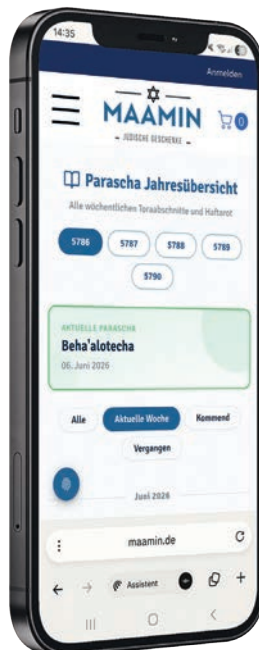 14:35
Anmelden
MAAMIN
JÜDISCHE GESCHENKE
0
Parascha Jahresübersicht
Alle wöchentlichen Toraabschnitte und Haftarot
5786 5787 5788 5789
5790
AKTUELLE PARASCHA
Beha'alotecha
06. Juni 2026
Alle Aktuelle Woche Kommend
Vergangen
Juni 2026
maamin.de
Assistent